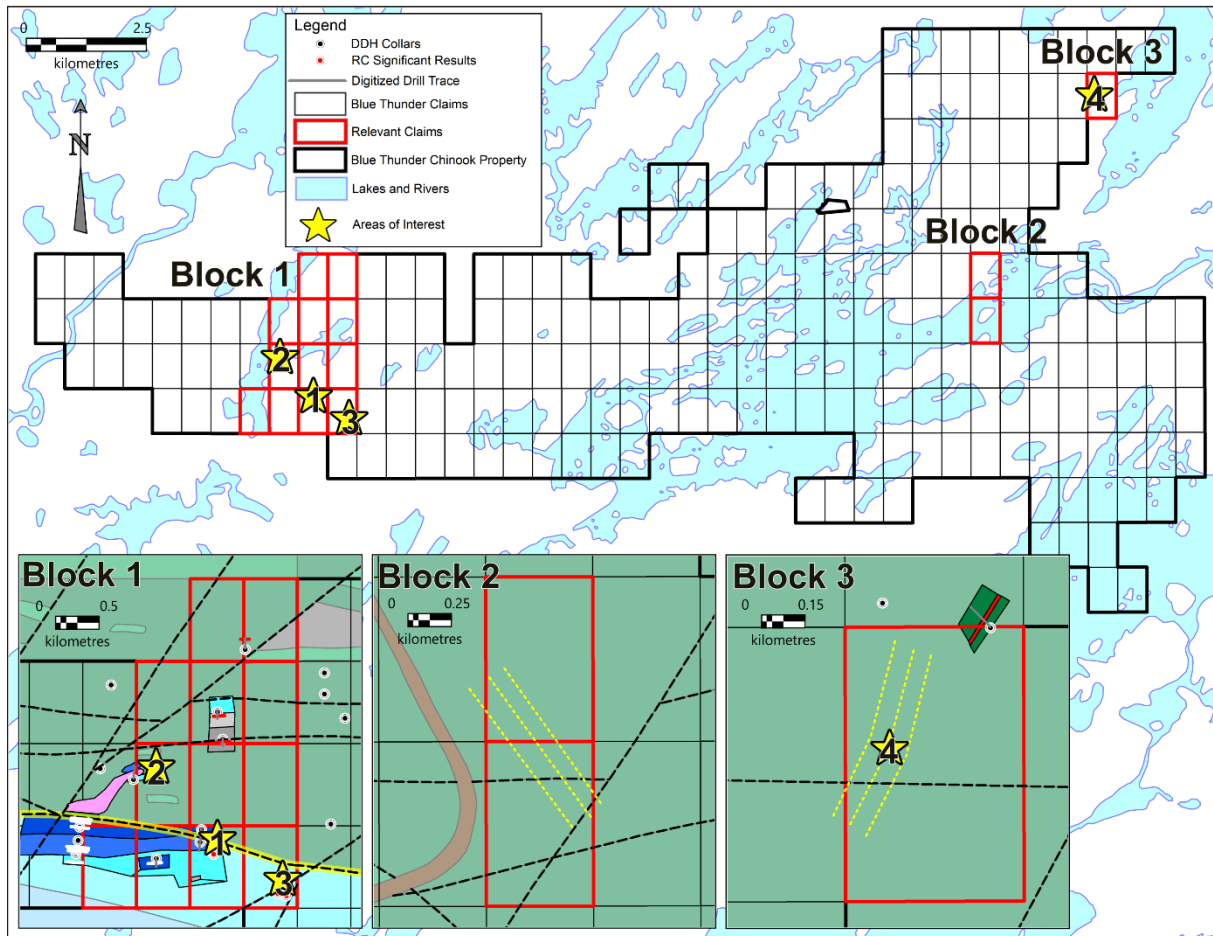 0 2.5
kilometres
N
Legend
DDH Collars
RC Significant Results
Digitized Drill Trace
Blue Thunder Claims
Relevant Claims
Blue Thunder Chinook Property
Lakes and Rivers
Areas of Interest
Block 3
4
Block 2
Block 1
2
1
3
Block 1
0 0.5
kilometres
2
1
3
Block 2
0 0.25
kilometres
Block 3
0 0.15
kilometres
4